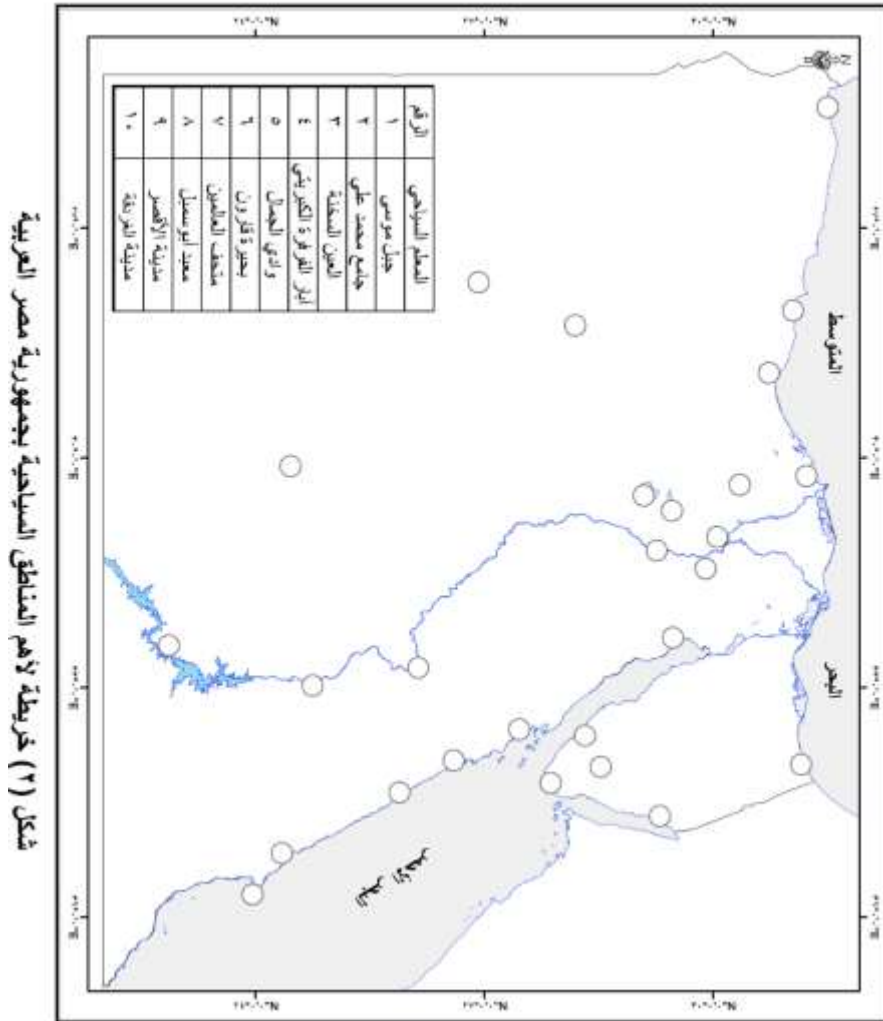 N
البحر
المتوسط
البحر الأحمر
الرقم المعلم السياحي
١ جبل موسى
٢ جامع محمد علي
٣ العين السخنة
٤ آبار الفرفرة الكبريتي
٥ وادي الجمال
٦ بحيرة قارون
٧ متحف العالمين
٨ معبد أبو سمبل
٩ مدينة الأقصر
١٠ مدينة الغردقة
شكل (٢) خريطة لأهم المناطق السياحية بجمهورية مصر العربية